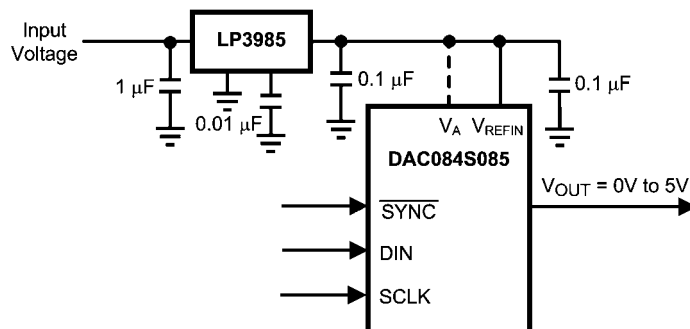 Input
Voltage
LP3985
1 μF
0.01 μF
0.1 μF
0.1 μF
VA
VREFIN
DAC084S085
SYNC
DIN
SCLK
VOUT = 0V to 5V